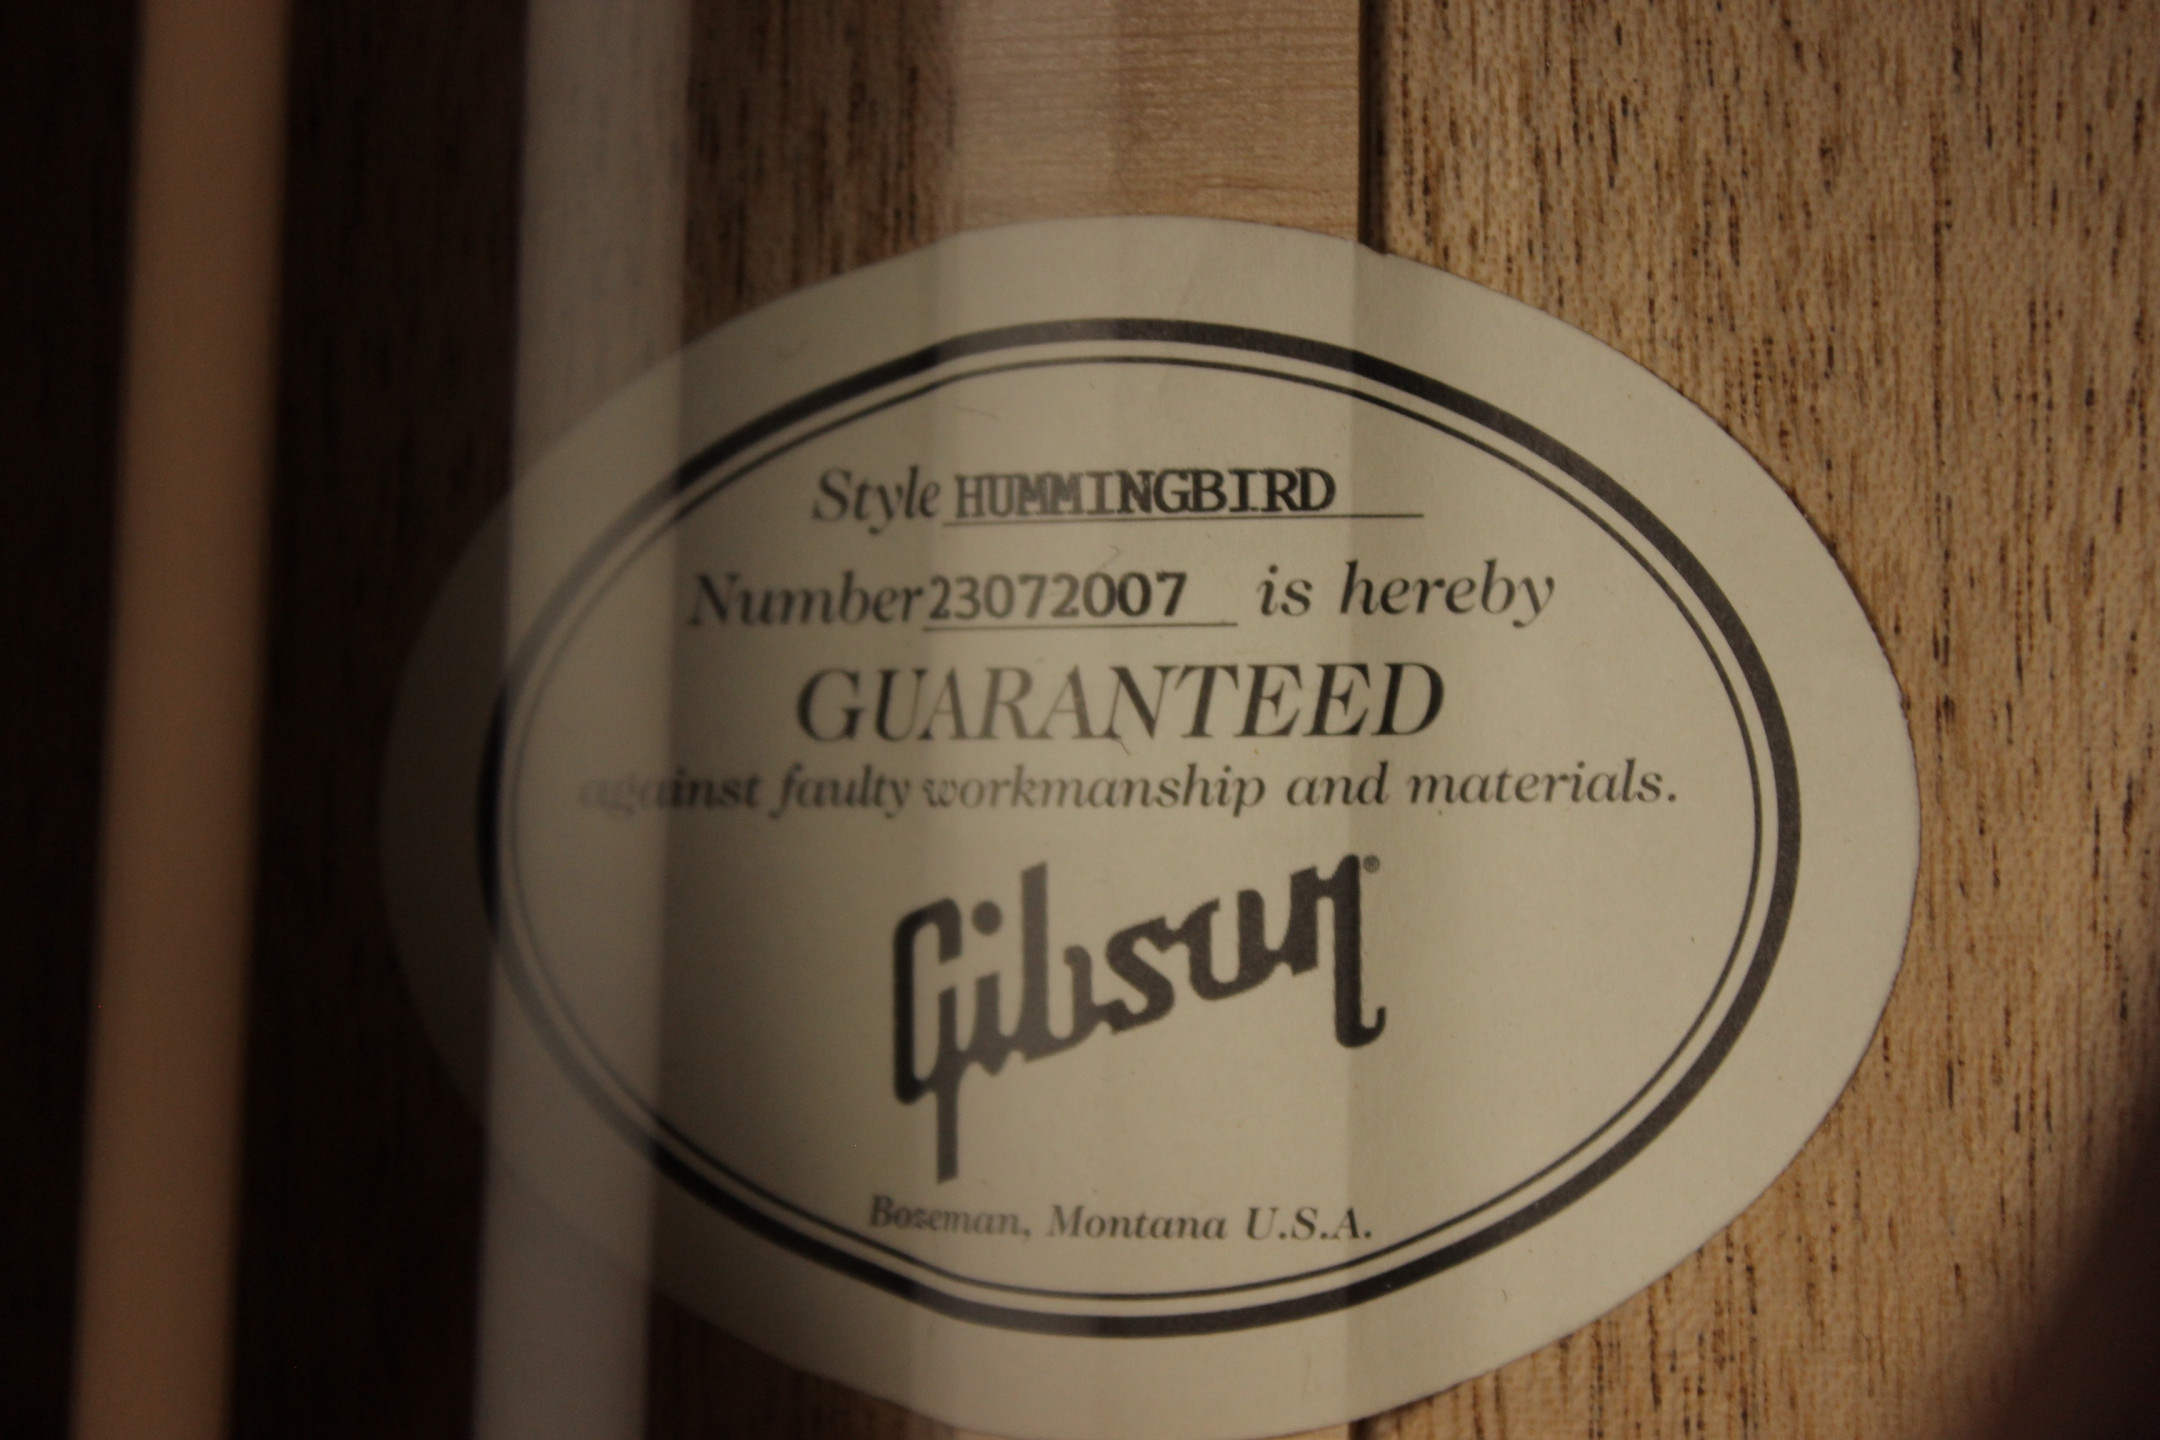 Style HUMMINGBIRD
Number 23072007 is hereby
GUARANTEED
against faulty workmanship and materials.
Gibson®
Bozeman, Montana U.S.A.